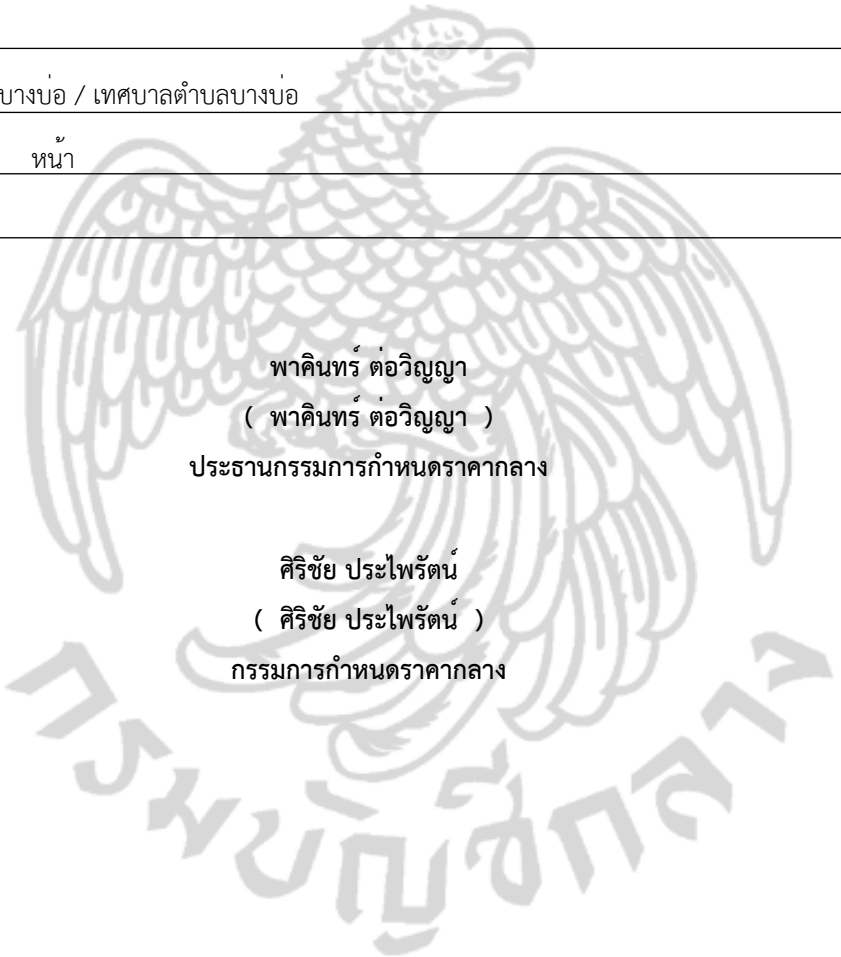 บางบ่อ / เทศบาลตำบลบางบ่อ
หน้า
พาคินทร์ ต่อวิญญา
( พาคินทร์ ต่อวิญญา )
ประธานกรรมการกำหนดราคากลาง
ศิริชัย ประไพรัตน์
( ศิริชัย ประไพรัตน์ )
กรรมการกำหนดราคากลาง
กรมบัญชีกลาง